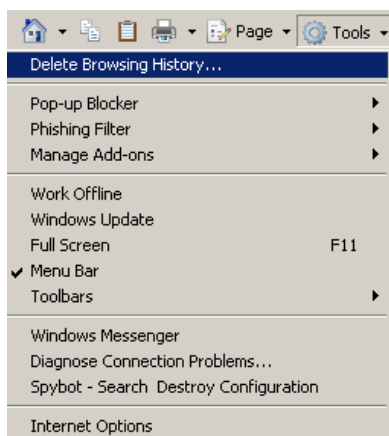 Page Tools
Delete Browsing History...
Pop-up Blocker
Phishing Filter
Manage Add-ons
Work Offline
Windows Update
Full Screen F11
Menu Bar
Toolbars
Windows Messenger
Diagnose Connection Problems...
Spybot - Search  Destroy Configuration
Internet Options